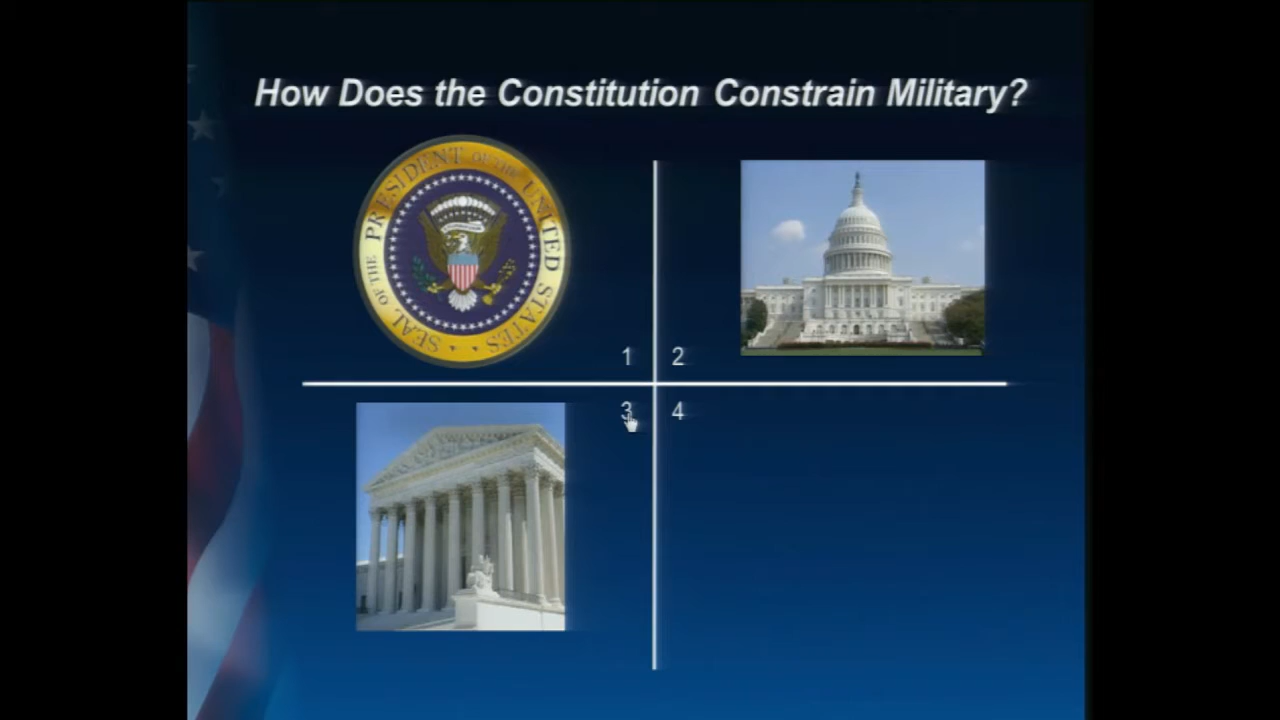 How Does the Constitution Constrain Military?
SEAL OF THE PRESIDENT OF THE UNITED STATES
1 2
3 4